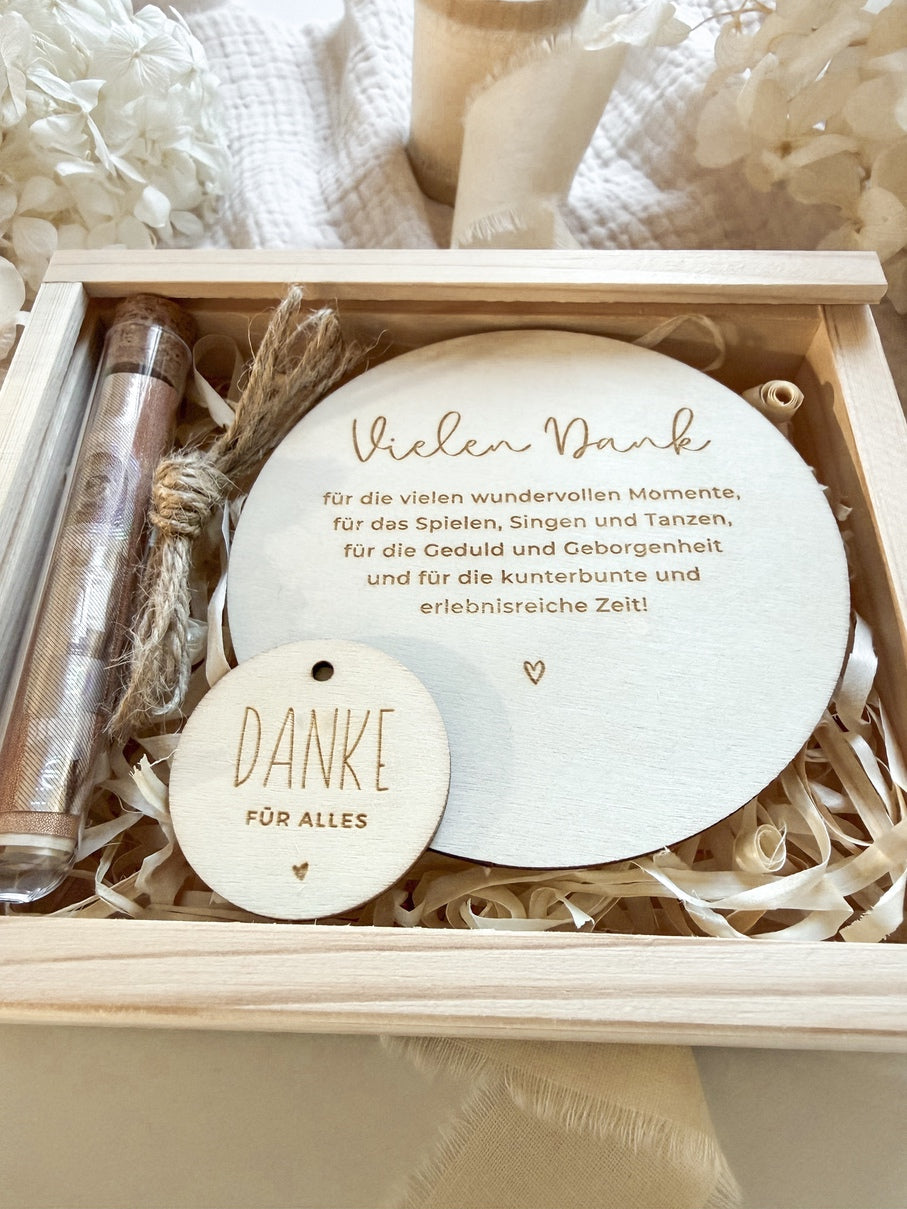 Vielen Dank
für die vielen wundervollen Momente,
für das Spielen, Singen und Tanzen,
für die Geduld und Geborgenheit
und für die kunterbunte und
erlebnisreiche Zeit!
DANKE
FÜR ALLES